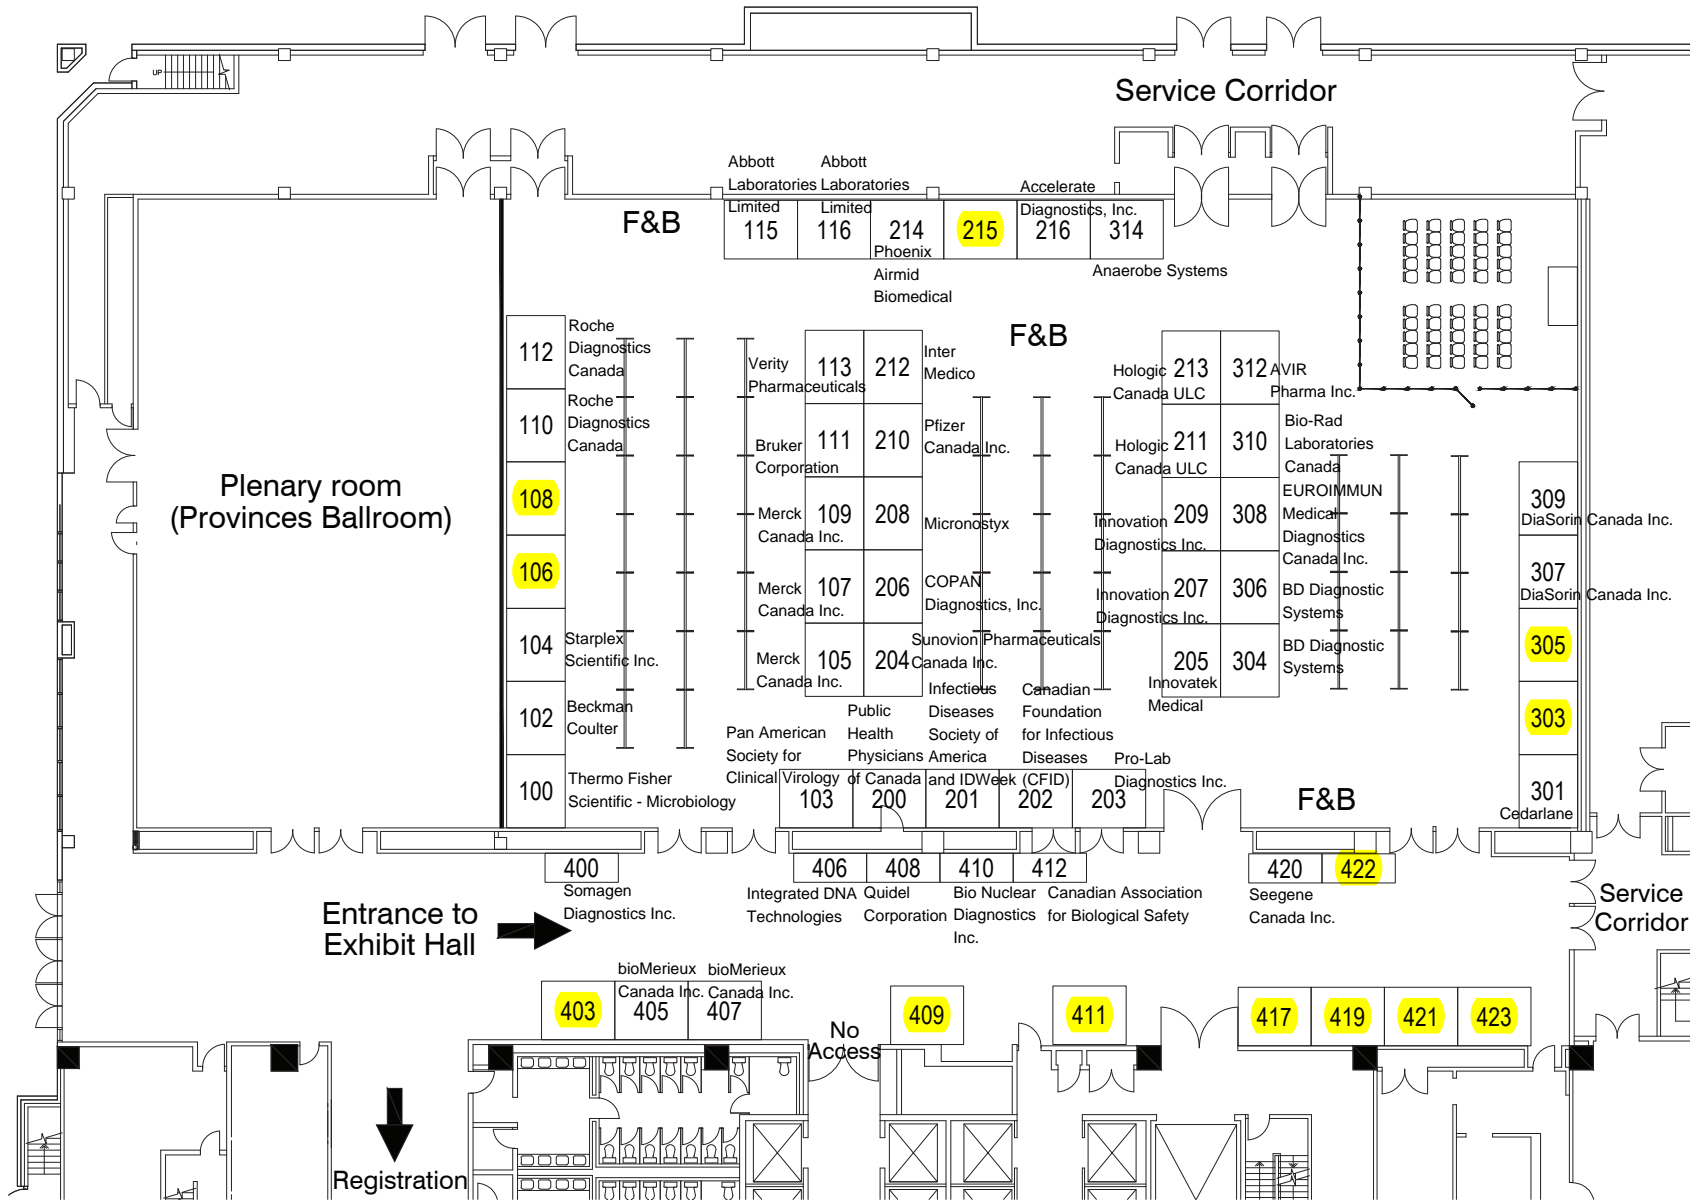 UP
Service Corridor
Abbott
Laboratories
Limited
115
Abbott
Laboratories
Limited
116
214
Phoenix
Airmid
Biomedical
215
Accelerate
Diagnostics, Inc.
216
314
Anaerobe Systems
F&B
F&B
112
Roche
Diagnostics
Canada
110
Roche
Diagnostics
Canada
108
106
104
Starplex
Scientific Inc.
102
Beckman
Coulter
100
Thermo Fisher
Scientific - Microbiology
Plenary room
(Provinces Ballroom)
Verity
Pharmaceuticals
113
212
Inter
Medico
Bruker
Corporation
111
210
Pfizer
Canada Inc.
Merck
Canada Inc.
109
208
Micronostyx
Merck
Canada Inc.
107
206
COPAN
Diagnostics, Inc.
Merck
Canada Inc.
105
204
Sunovion Pharmaceuticals
Canada Inc.
Hologic
Canada ULC
213
312
AVIR
Pharma Inc.
Hologic
Canada ULC
211
310
Bio-Rad
Laboratories
Canada
Innovation
Diagnostics Inc.
209
308
EUROIMMUN
Medical
Diagnostics
Canada Inc.
Innovation
Diagnostics Inc.
207
306
BD Diagnostic
Systems
205
Innovatek
Medical
304
BD Diagnostic
Systems
309
DiaSorin Canada Inc.
307
DiaSorin Canada Inc.
305
303
301
Cedarlane
Pan American
Society for
Clinical Virology
103
Public
Health
Physicians
of Canada
200
Infectious
Diseases
Society of
America
and IDWeek
201
Canadian
Foundation
for Infectious
Diseases
(CFID)
202
Pro-Lab
Diagnostics Inc.
203
F&B
400
Somagen
Diagnostics Inc.
406
Integrated DNA
Technologies
408
Quidel
Corporation
410
Bio Nuclear
Diagnostics
Inc.
412
Canadian Association
for Biological Safety
420
Seegene
Canada Inc.
422
Service
Corridor
Entrance to
Exhibit Hall
403
bioMerieux
Canada Inc.
405
bioMerieux
Canada Inc.
407
409
411
417
419
421
423
No
Access
Registration